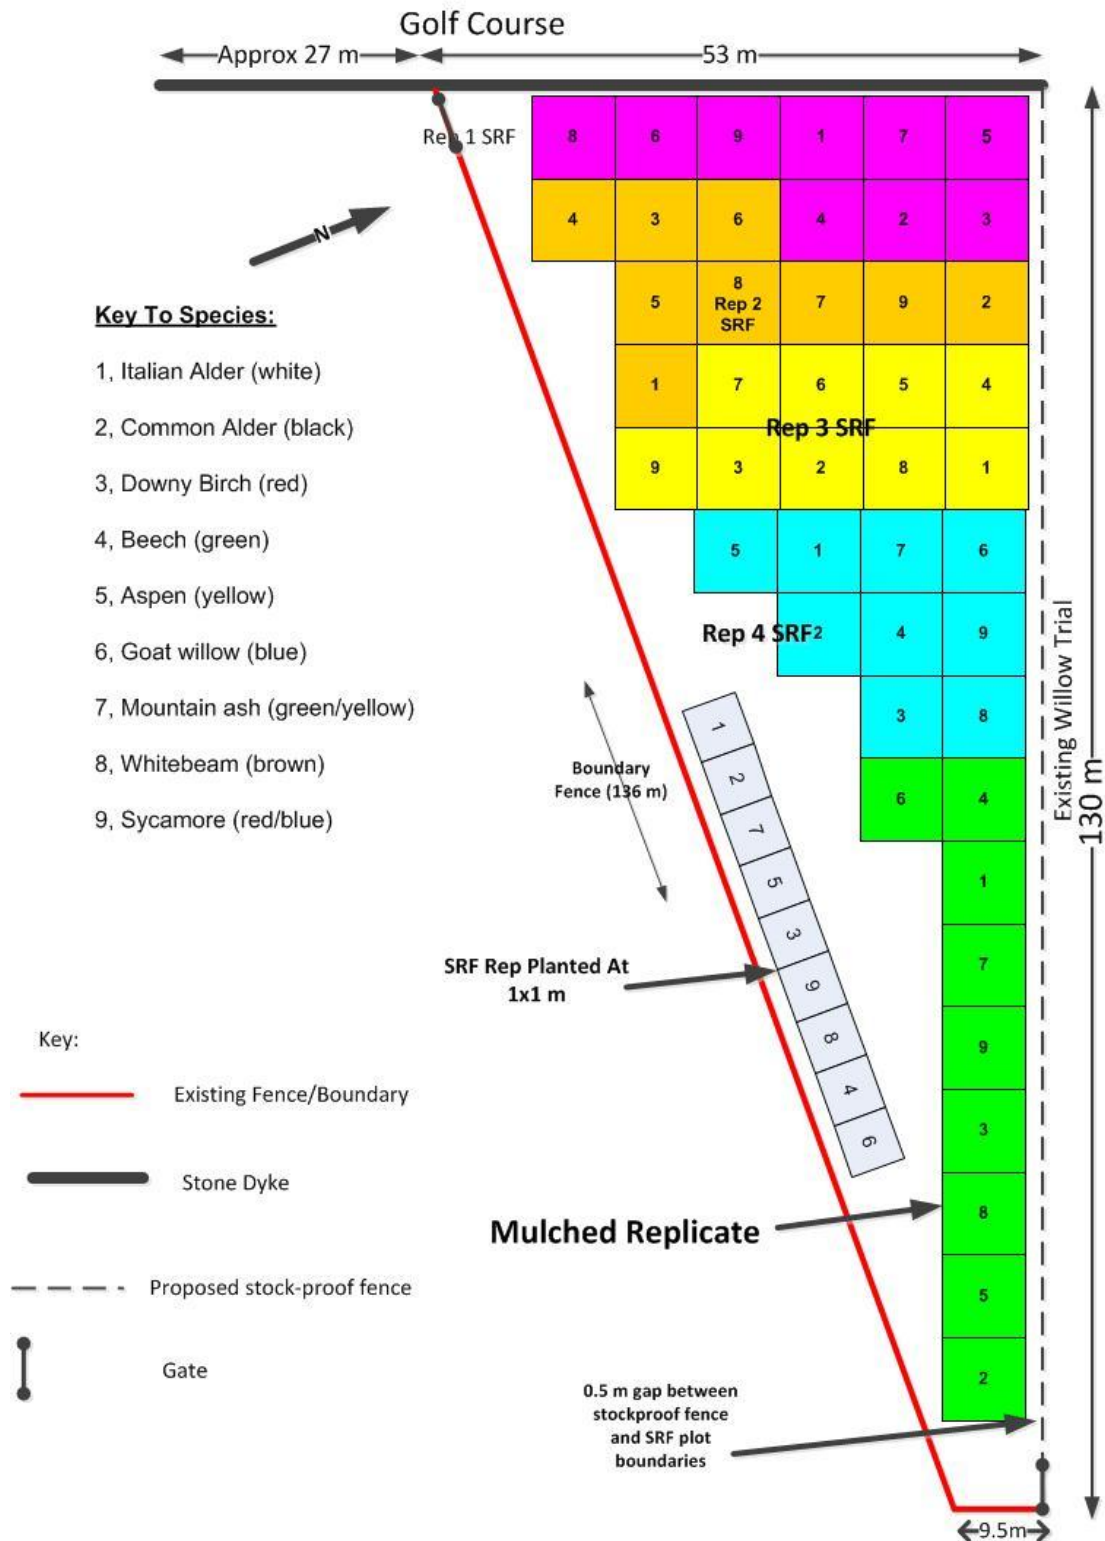 Golf Course
Approx 27 m
53 m
Rep 1 SRF
8 6 9 1 7 5
4 3 6 4 2 3
N
5 8 7 9 2
Rep 2
SRF
1 7 6 5 4
Rep 3 SRF
9 3 2 8 1
5 1 7 6
Rep 4 SRF 2 4 9
3 8
6 4
1
7
9
3
8
5
2
Key To Species:
1, Italian Alder (white)
2, Common Alder (black)
3, Downy Birch (red)
4, Beech (green)
5, Aspen (yellow)
6, Goat willow (blue)
7, Mountain ash (green/yellow)
8, Whitebeam (brown)
9, Sycamore (red/blue)
Boundary
Fence (136 m)
1
2
7
5
3
9
8
4
6
Existing Willow Trial
130 m
SRF Rep Planted At
1x1 m
Mulched Replicate
Key:
Existing Fence/Boundary
Stone Dyke
Proposed stock-proof fence
Gate
0.5 m gap between
stockproof fence
and SRF plot
boundaries
9.5m